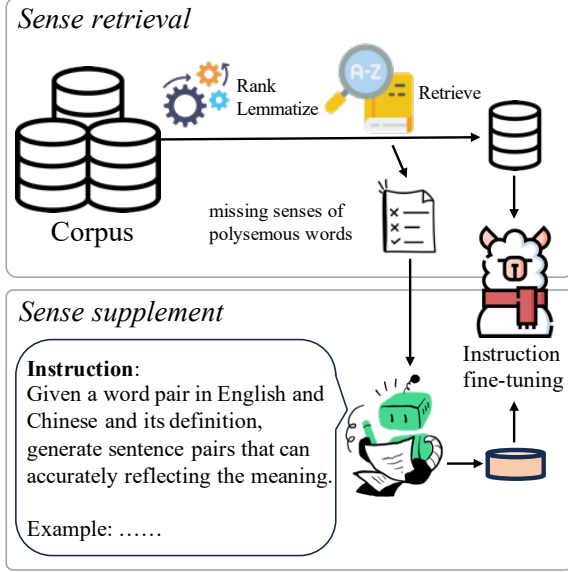 Sense retrieval
A-Z
Rank
Lemmatize
Retrieve
Corpus
missing senses of
polysemous words
Sense supplement
Instruction:
Given a word pair in English and
Chinese and its definition,
generate sentence pairs that can
accurately reflecting the meaning.
Example: ……
Instruction
fine-tuning